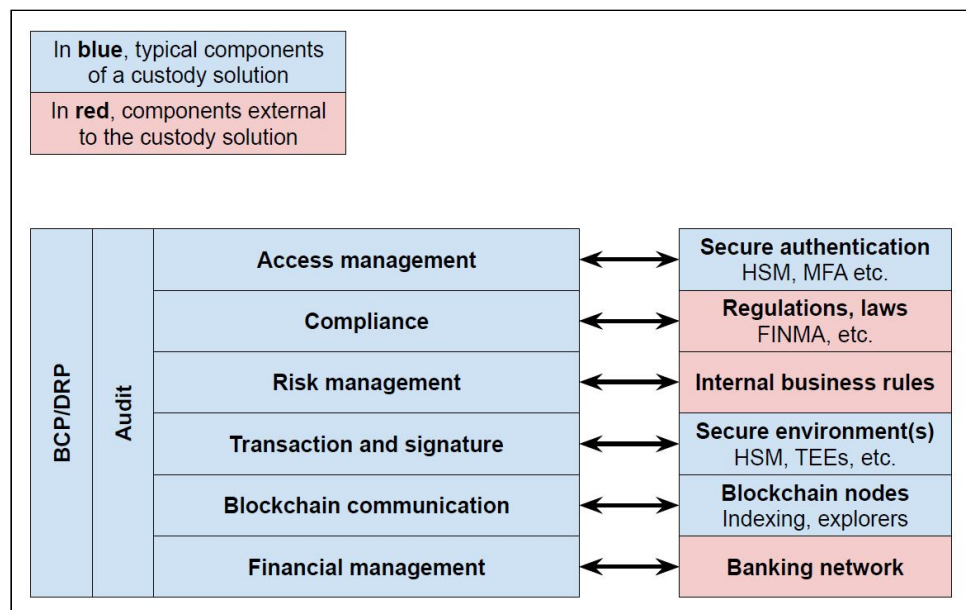 In blue, typical components
of a custody solution
In red, components external
to the custody solution
BCP/DRP
Audit
Access management
Secure authentication
HSM, MFA etc.
Compliance
Regulations, laws
FINMA, etc.
Risk management
Internal business rules
Transaction and signature
Secure environment(s)
HSM, TEEs, etc.
Blockchain communication
Blockchain nodes
Indexing, explorers
Financial management
Banking network